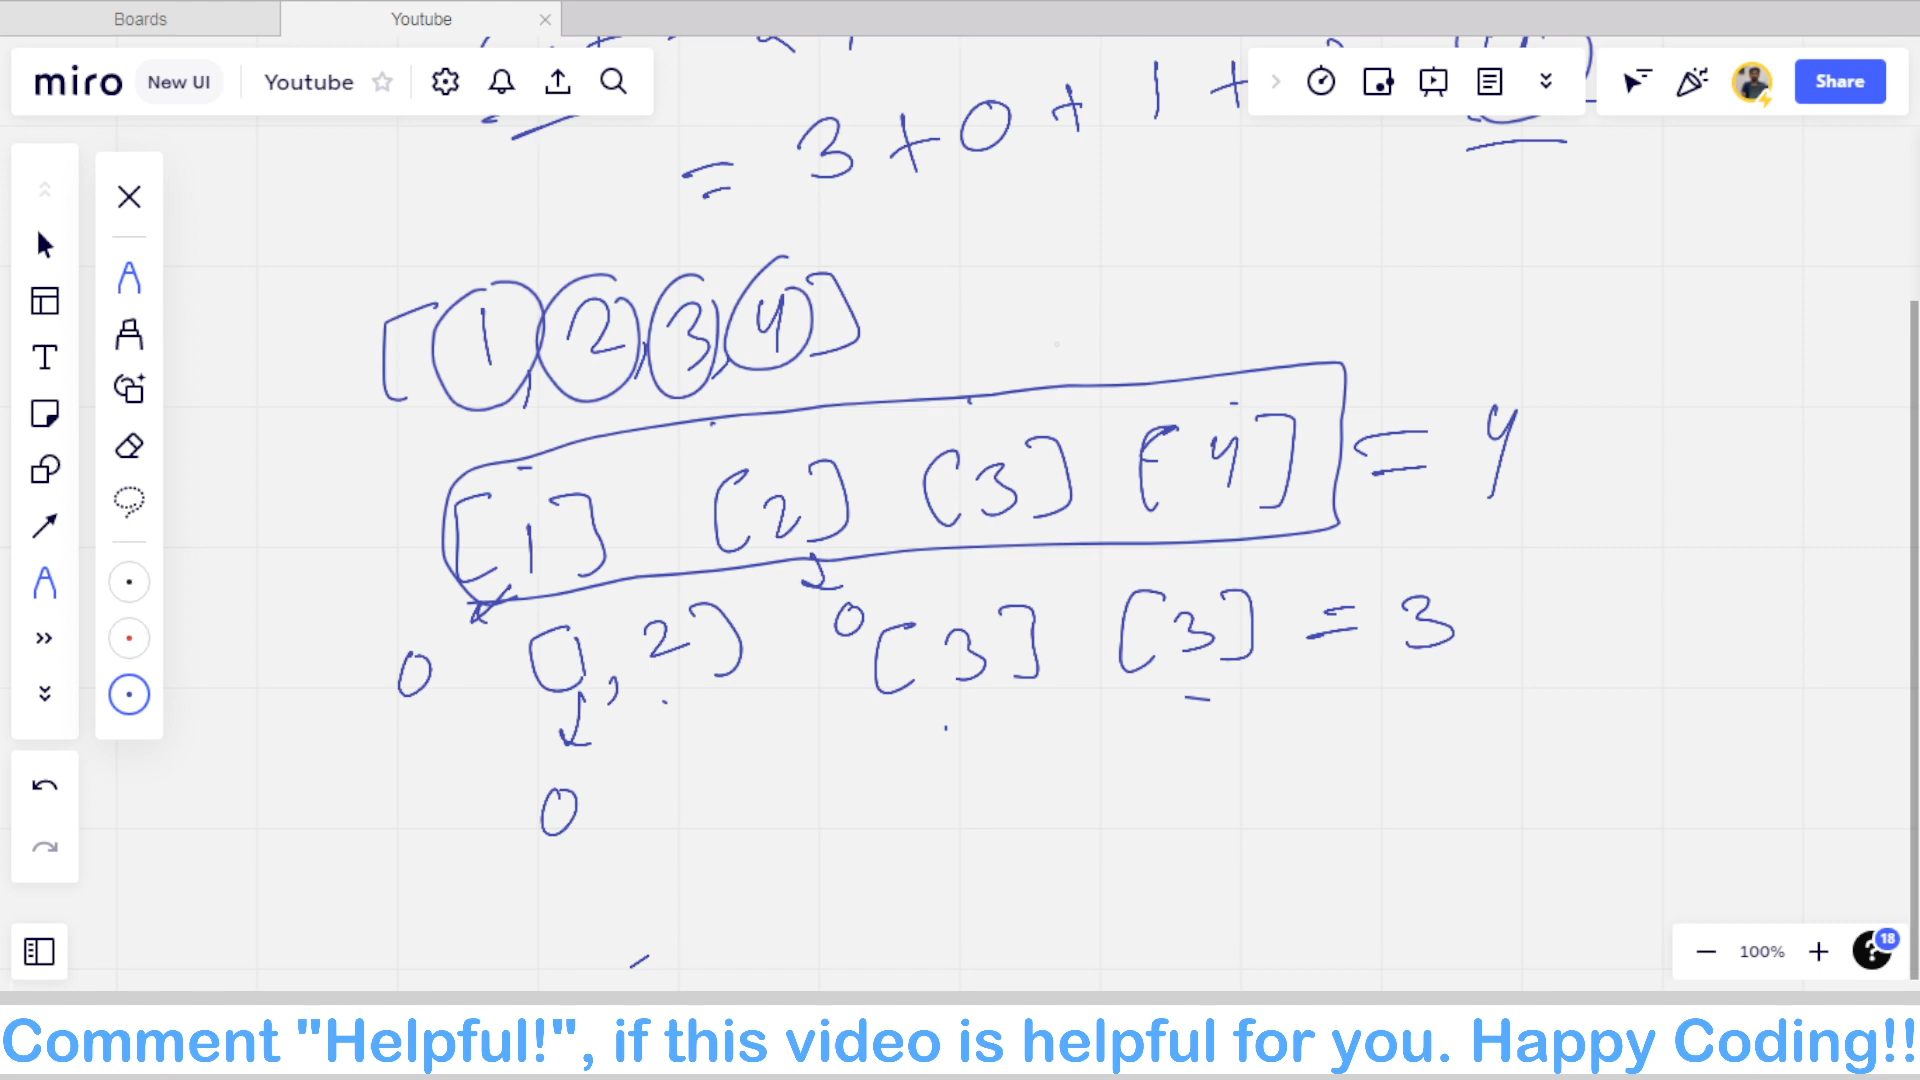 Boards Youtube
miro New UI Youtube Share
= 3 + 0 + 1 +
[1, 2, 3, 4]
[1] [2] [3] [4] = 4
0 [1, 2] 0 [3] [3] = 3
0
100% 18
Comment "Helpful!", if this video is helpful for you. Happy Coding!!